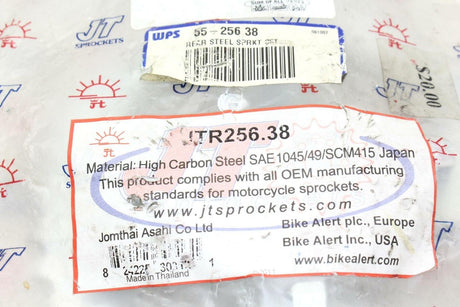 JT
SPROCKETS
WPS 55-256.38
REAR STEEL SPRKT 38T
JT
SPROCKETS
$20.00
JTR256.38
Material: High Carbon Steel SAE1045/49/SCM415 Japan
This product complies with all OEM manufacturing
standards for motorcycle sprockets.
www.jtsprockets.com
Jomthai Asahi Co Ltd
Bike Alert plc., Europe
Bike Alert Inc., USA
www.bikealert.com
Made in Thailand